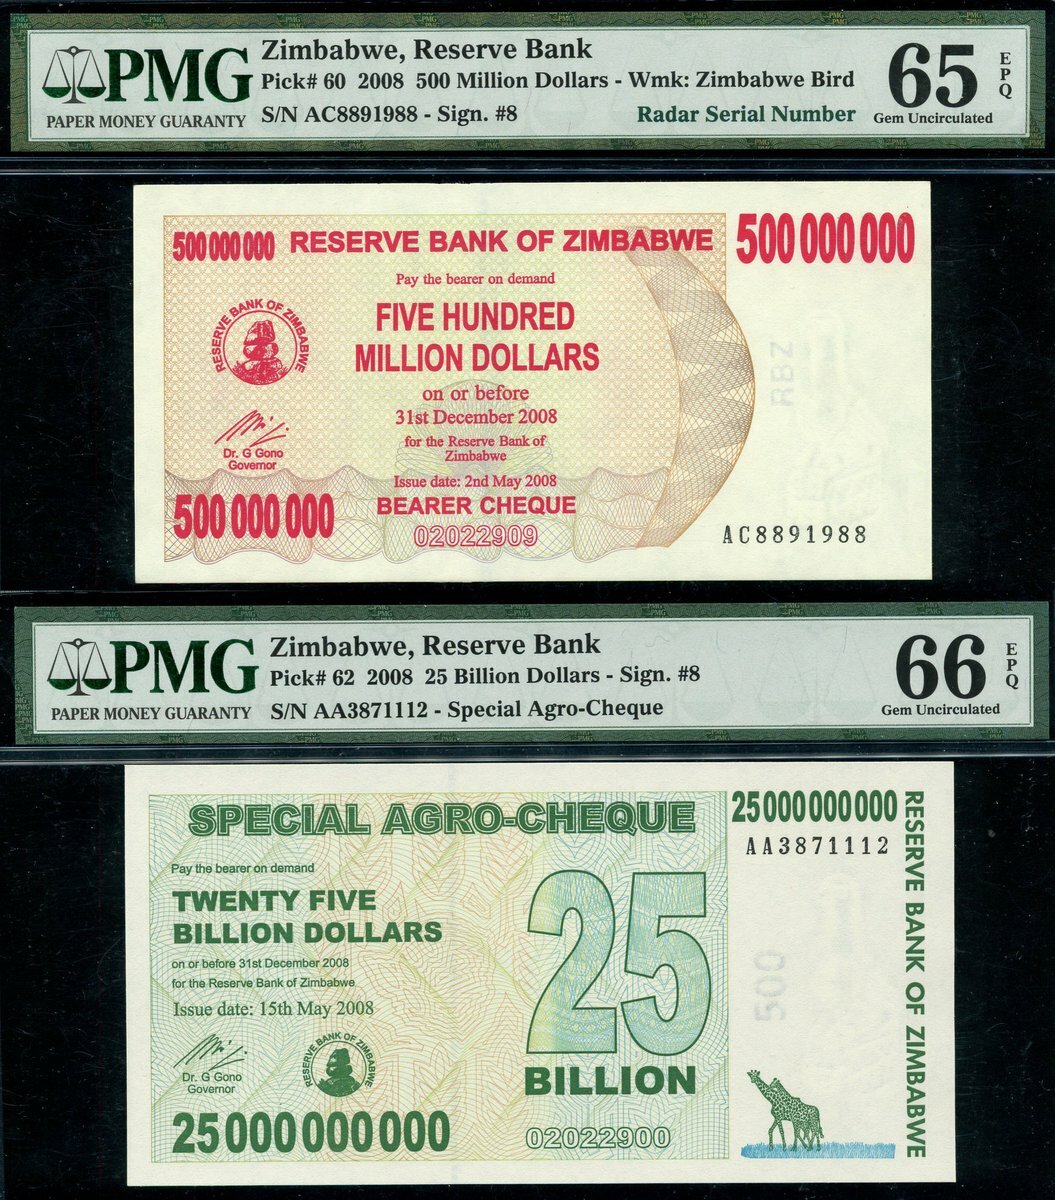 PMG
PAPER MONEY GUARANTY
Zimbabwe, Reserve Bank
Pick# 60 2008 500 Million Dollars - Wmk: Zimbabwe Bird
S/N AC8891988 - Sign. #8
Radar Serial Number
65
EPQ
Gem Uncirculated
500 000 000
RESERVE BANK OF ZIMBABWE
500 000 000
Pay the bearer on demand
FIVE HUNDRED
MILLION DOLLARS
on or before
31st December 2008
for the Reserve Bank of
Zimbabwe
Issue date: 2nd May 2008
BEARER CHEQUE
02022909
RESERVE BANK OF ZIMBABWE
Dr. G Gono
Governor
500 000 000
RBZ
AC8891988
PMG
PAPER MONEY GUARANTY
Zimbabwe, Reserve Bank
Pick# 62 2008 25 Billion Dollars - Sign. #8
S/N AA3871112 - Special Agro-Cheque
66
EPQ
Gem Uncirculated
SPECIAL AGRO-CHEQUE
25 000 000 000
AA3871112
RESERVE BANK OF ZIMBABWE
Pay the bearer on demand
TWENTY FIVE
BILLION DOLLARS
on or before 31st December 2008
for the Reserve Bank of Zimbabwe
Issue date: 15th May 2008
Dr. G Gono
Governor
RESERVE BANK OF ZIMBABWE
25 000 000 000
25
BILLION
02022900
500